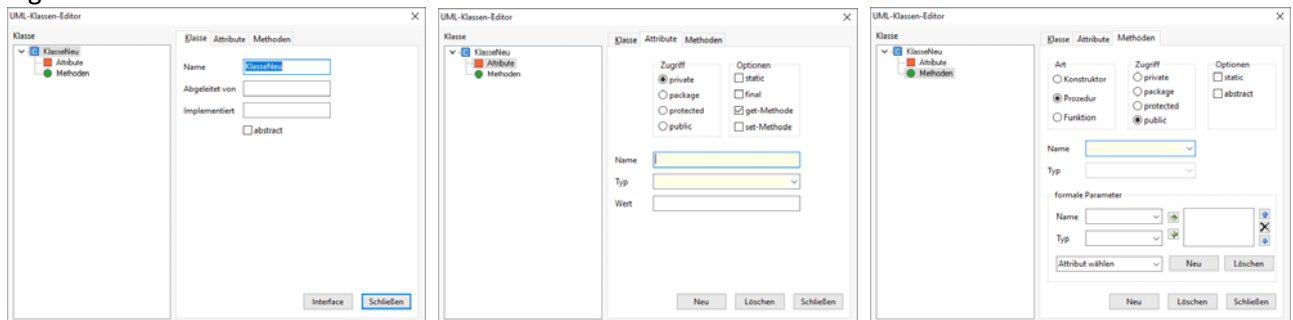 UML-Klassen-Editor
Klasse
KlasseNeu
Attribute
Methoden
Klasse Attribute Methoden
Name KlasseNeu
Abgeleitet von
Implementiert
abstract
Interface Schließen
UML-Klassen-Editor
Klasse
KlasseNeu
Attribute
Methoden
Klasse Attribute Methoden
Zugriff Optionen
private static
package final
protected get-Methode
public set-Methode
Name
Typ
Wert
Neu Löschen Schließen
UML-Klassen-Editor
Klasse
KlasseNeu
Attribute
Methoden
Klasse Attribute Methoden
Art Zugriff Optionen
Konstruktor private static
Prozedur package abstract
Funktion protected
public
Name
Typ
formale Parameter
Name
Typ
Attribut wählen Neu Löschen
Neu Löschen Schließen